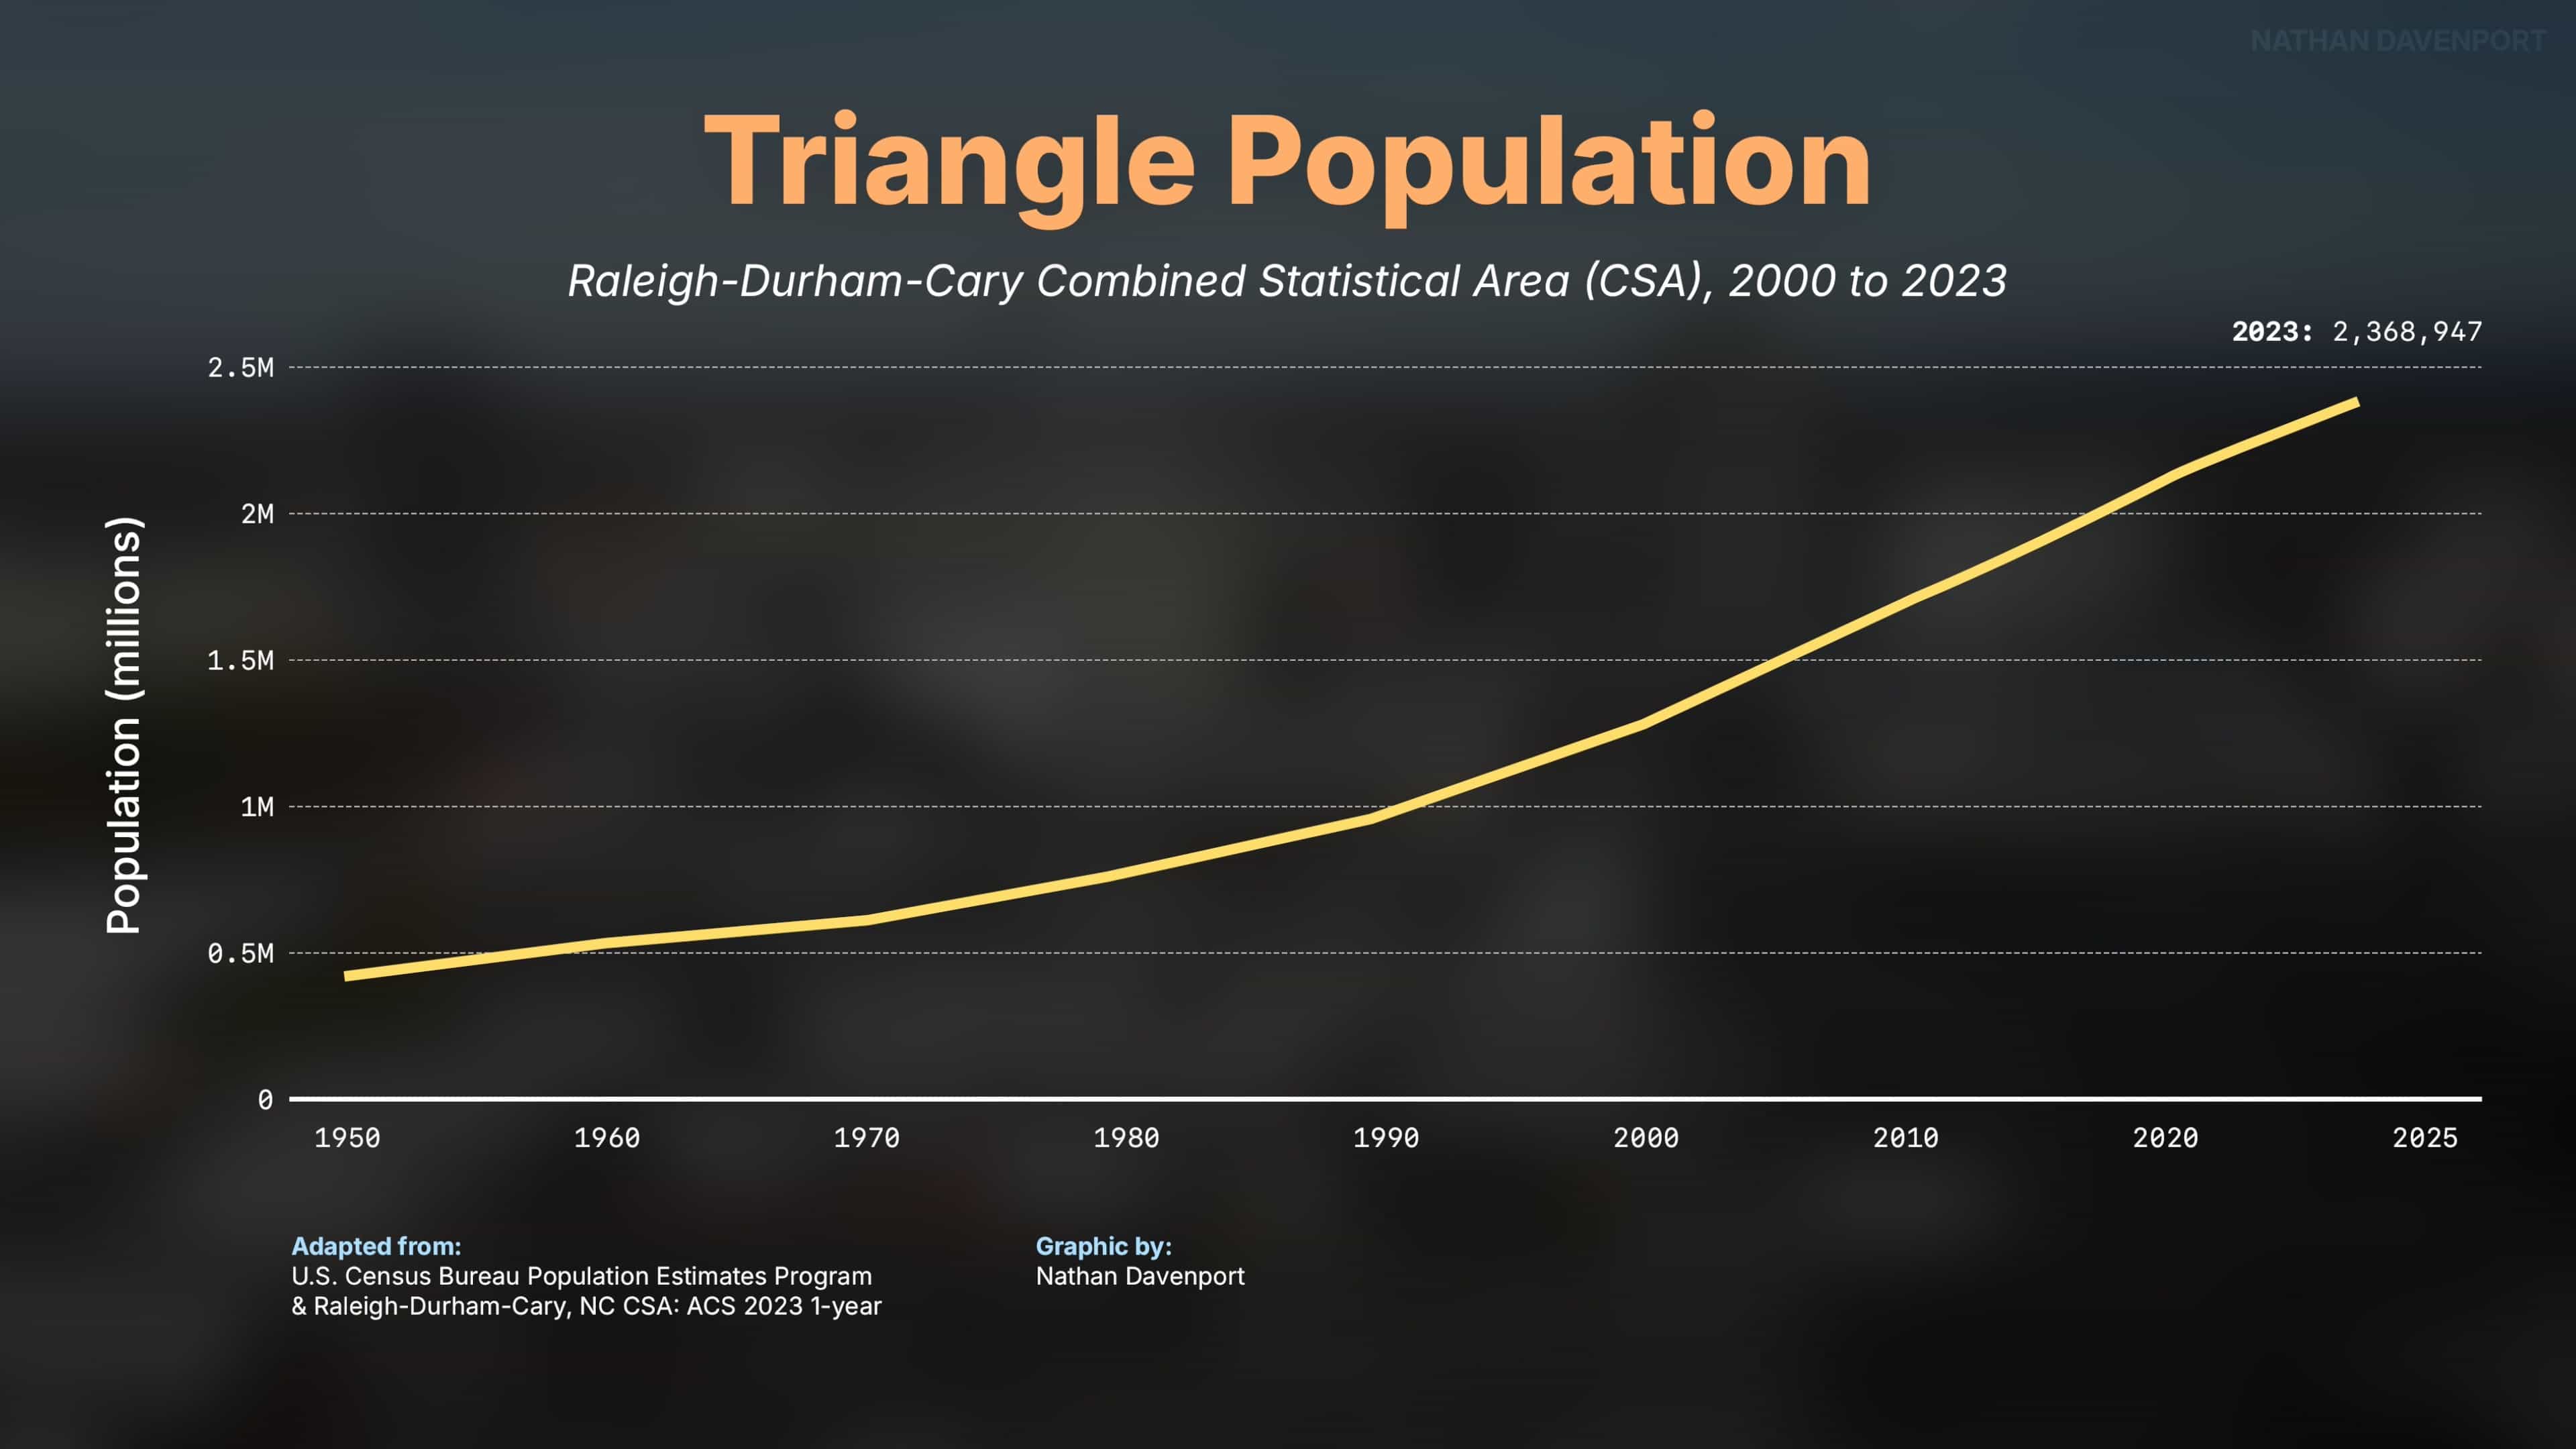 NATHAN DAVENPORT
Triangle Population
Raleigh-Durham-Cary Combined Statistical Area (CSA), 2000 to 2023
2023: 2,368,947
Population (millions)
2.5M
2M
1.5M
1M
0.5M
0
1950 1960 1970 1980 1990 2000 2010 2020 2025
Adapted from:
U.S. Census Bureau Population Estimates Program
& Raleigh-Durham-Cary, NC CSA: ACS 2023 1-year
Graphic by:
Nathan Davenport